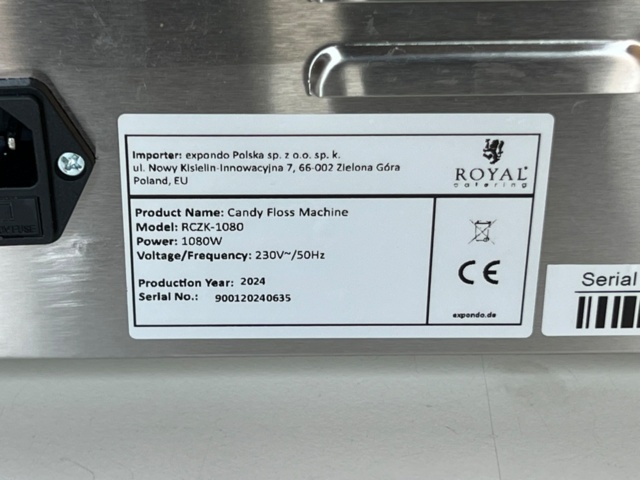 Importer: expondo Polska sp. z o.o. sp. k.
ul. Nowy Kisielin-Innowacyjna 7, 66-002 Zielona Góra
Poland, EU
ROYAL
catering
Product Name: Candy Floss Machine
Model: RCZK-1080
Power: 1080W
Voltage/Frequency: 230V~/50Hz
Production Year: 2024
Serial No.: 900120240635
CE
expondo.de
Serial
FUSE